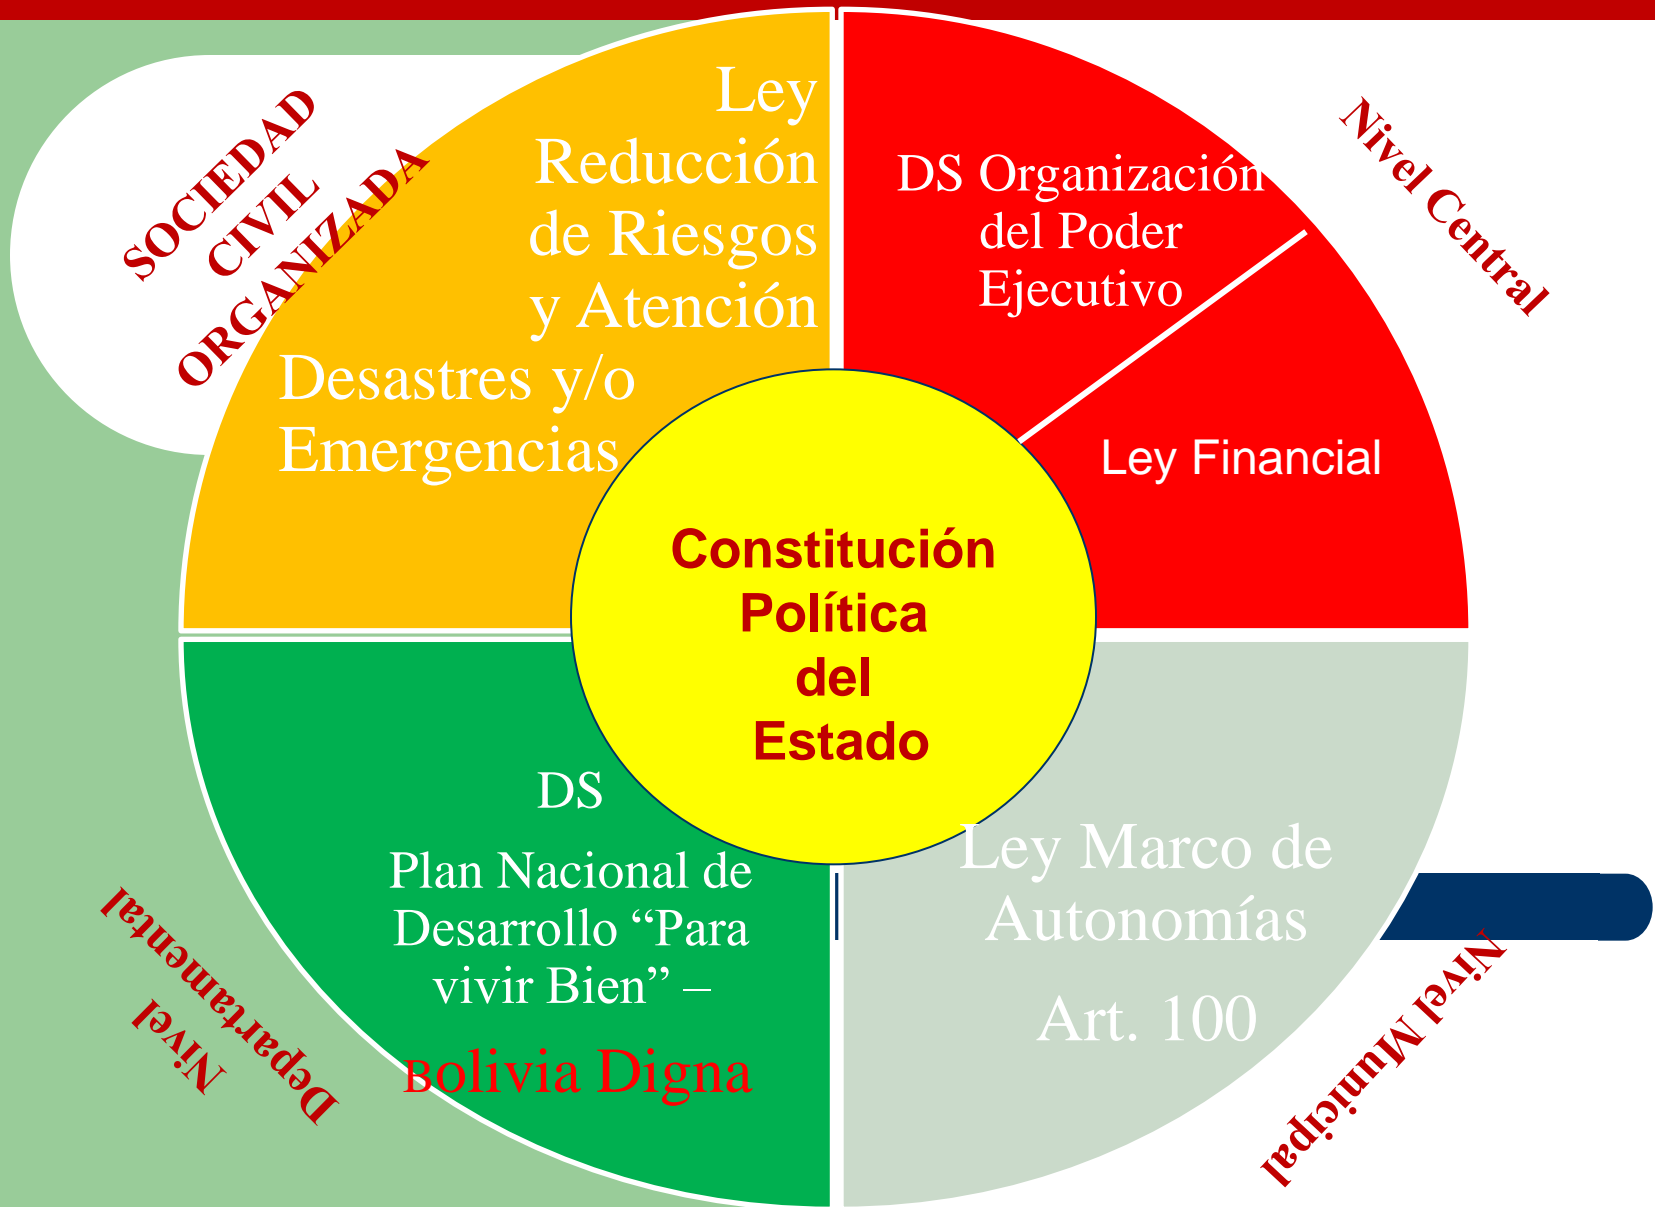 SOCIEDAD
CIVIL
ORGANIZADA
Ley
Reducción
de Riesgos
y Atención
Desastres y/o
Emergencias
DS Organización
del Poder
Ejecutivo
Ley Financial
Nivel Central
Constitución
Política
del
Estado
DS
Plan Nacional de
Desarrollo “Para
vivir Bien” –
Bolivia Digna
Nivel
Departamental
Ley Marco de
Autonomías
Art. 100
Nivel Municipal